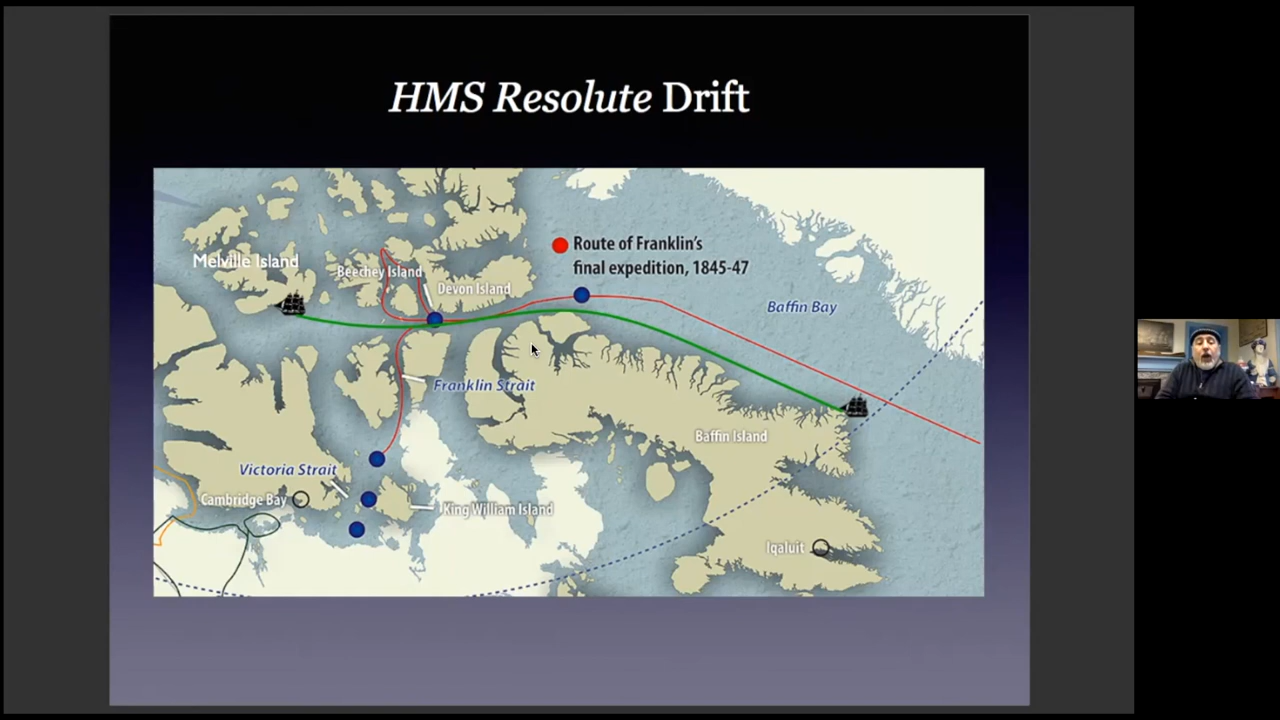 HMS Resolute Drift
Route of Franklin's
final expedition, 1845-47
Melville Island
Beechey Island
Devon Island
Baffin Bay
Franklin Strait
Baffin Island
Victoria Strait
Cambridge Bay
King William Island
Iqaluit